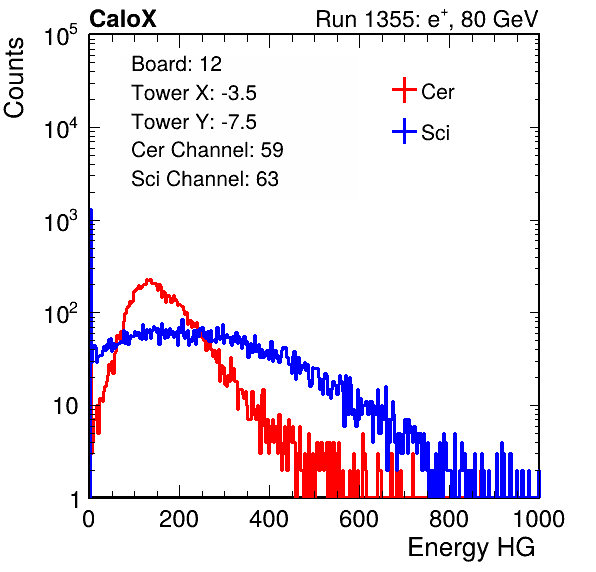 CaloX Run 1355: e⁺, 80 GeV
Counts
10⁵
10⁴
10³
10²
10
1
Board: 12
Tower X: -3.5
Tower Y: -7.5
Cer Channel: 59
Sci Channel: 63
Cer
Sci
0 200 400 600 800 1000
Energy HG